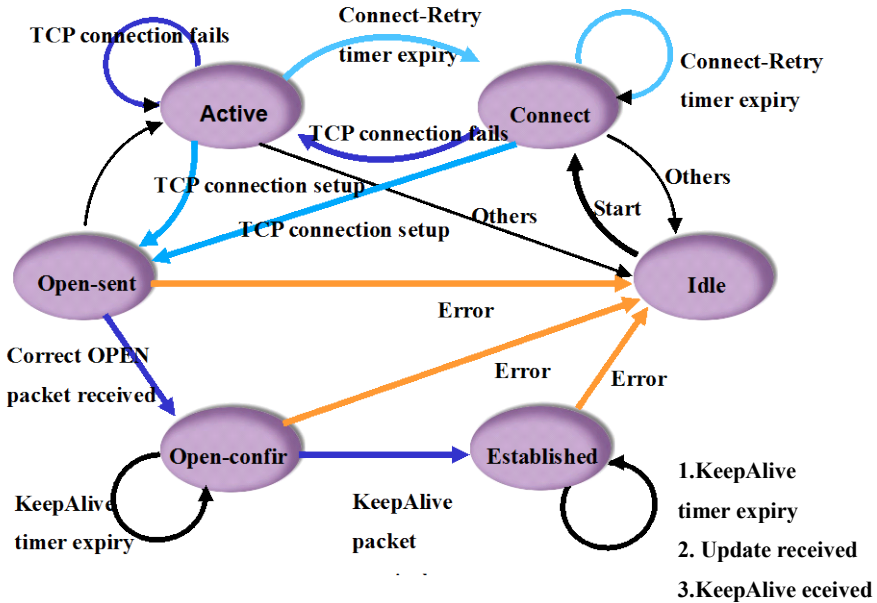 TCP connection fails
Connect-Retry
timer expiry
Connect-Retry
timer expiry
Active
Connect
TCP connection fails
TCP connection setup
Others
Others
Start
TCP connection setup
Open-sent
Idle
Error
Correct OPEN
packet received
Error
Error
Open-confir
Established
KeepAlive
timer expiry
KeepAlive
packet
1.KeepAlive
timer expiry
2. Update received
3.KeepAlive eceived